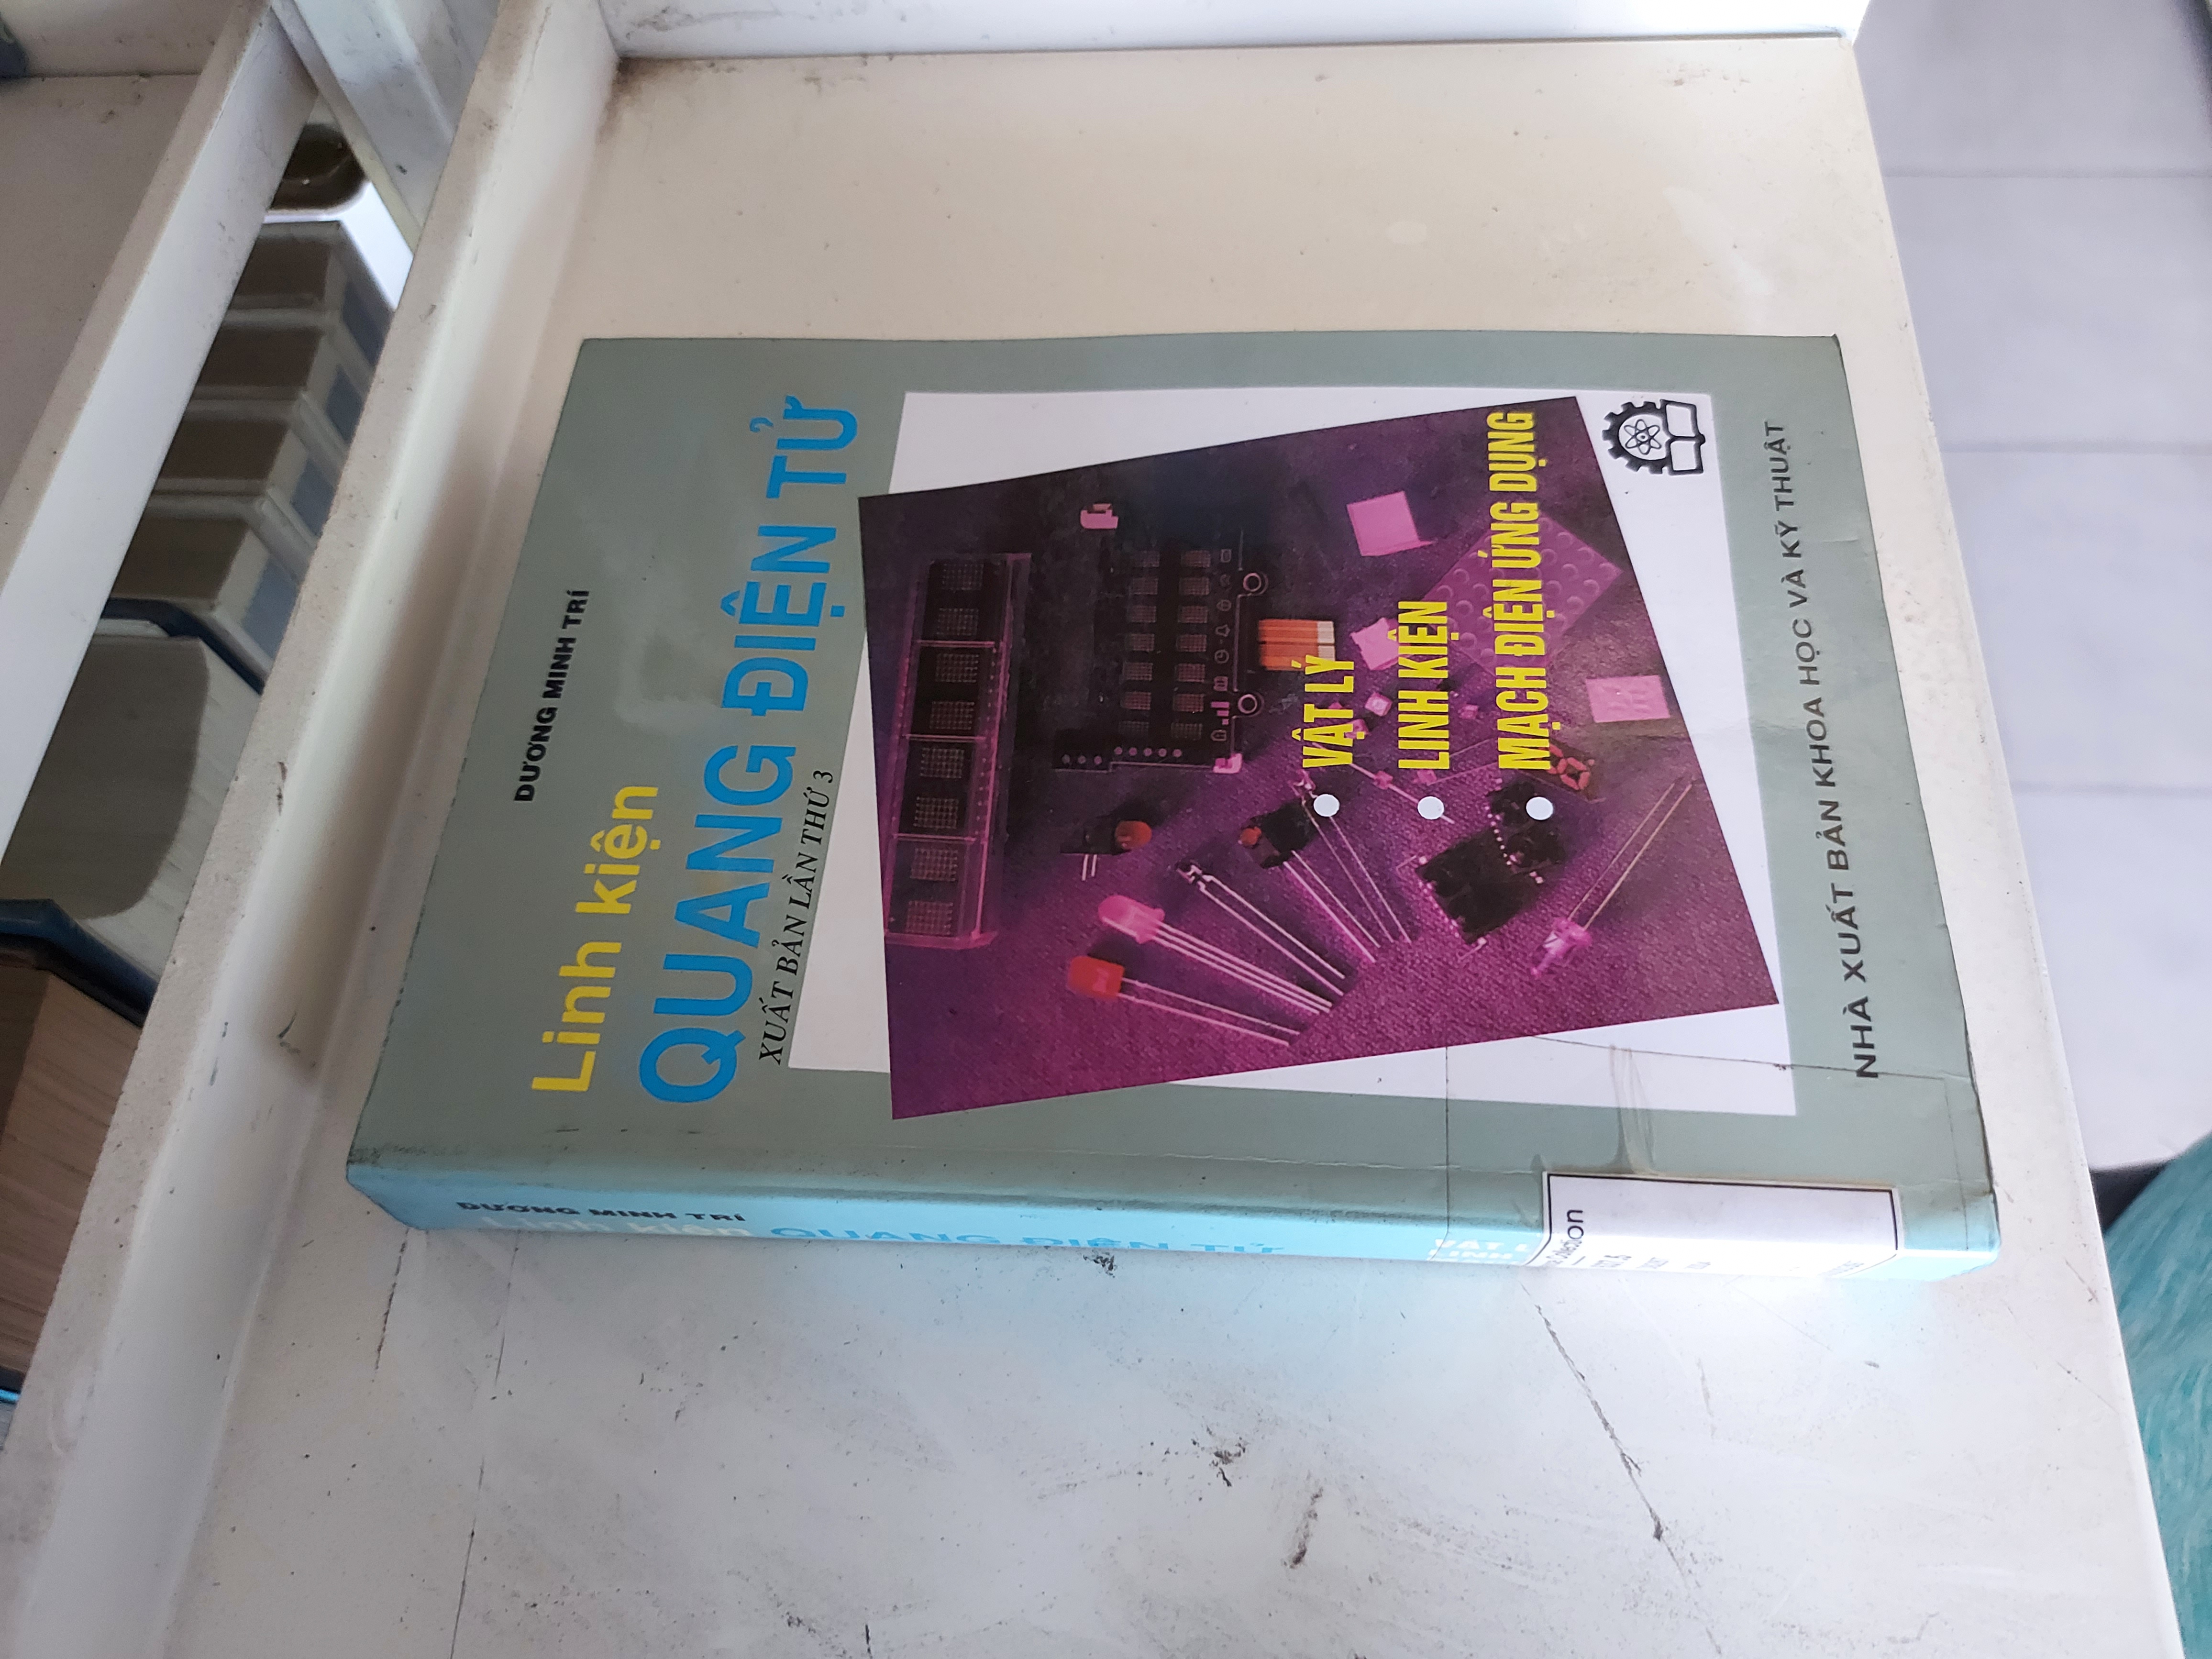 DƯƠNG MINH TRÍ
Linh kiện
QUANG ĐIỆN TỬ
XUẤT BẢN LẦN THỨ 3
VẬT LÝ
LINH KIỆN
MẠCH ĐIỆN ỨNG DỤNG
NHÀ XUẤT BẢN KHOA HỌC VÀ KỸ THUẬT
DƯƠNG MINH TRÍ
QUANG ĐIỆN TỬ
Collection